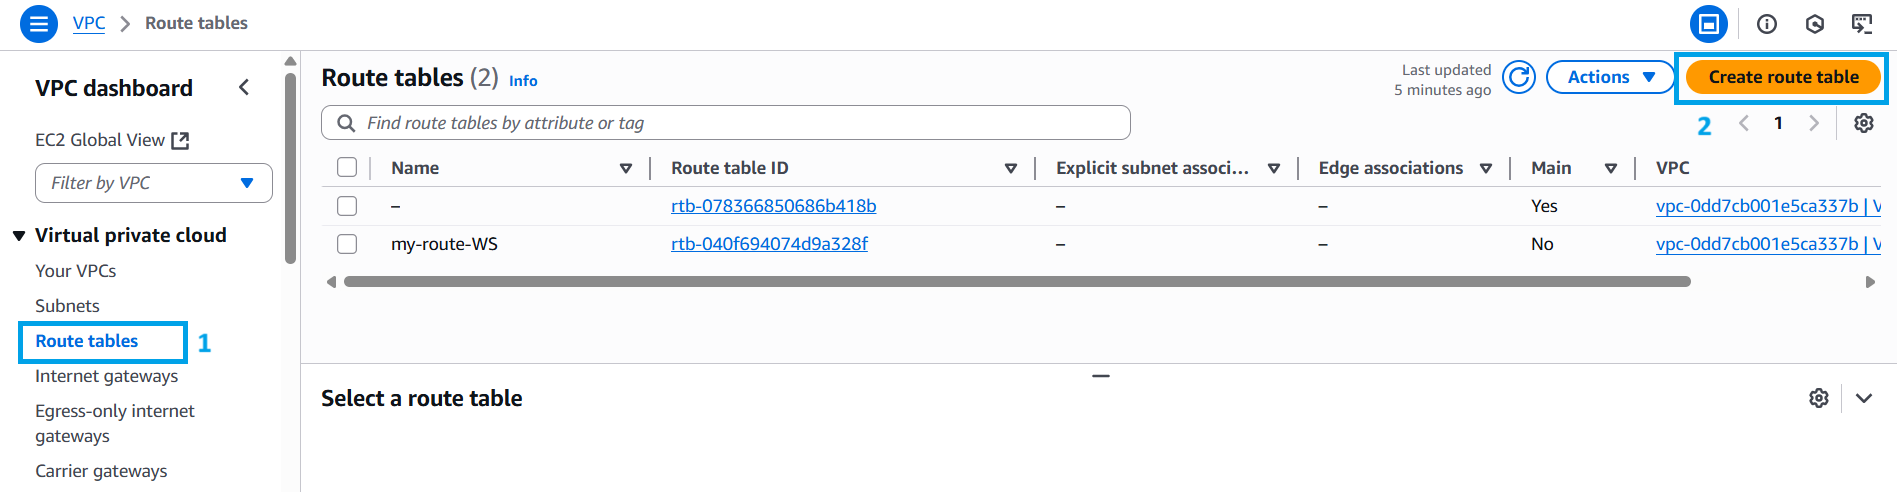 VPC > Route tables
VPC dashboard
EC2 Global View
Filter by VPC
Virtual private cloud
Your VPCs
Subnets
Route tables 1
Internet gateways
Egress-only internet
gateways
Carrier gateways
Route tables (2) Info
Last updated
5 minutes ago
Actions
Create route table
Find route tables by attribute or tag
2 1
Name Route table ID Explicit subnet associ... Edge associations Main VPC
– rtb-078366850686b418b – – Yes vpc-0dd7cb001e5ca337b | V
my-route-WS rtb-040f694074d9a328f – – No vpc-0dd7cb001e5ca337b | V
Select a route table